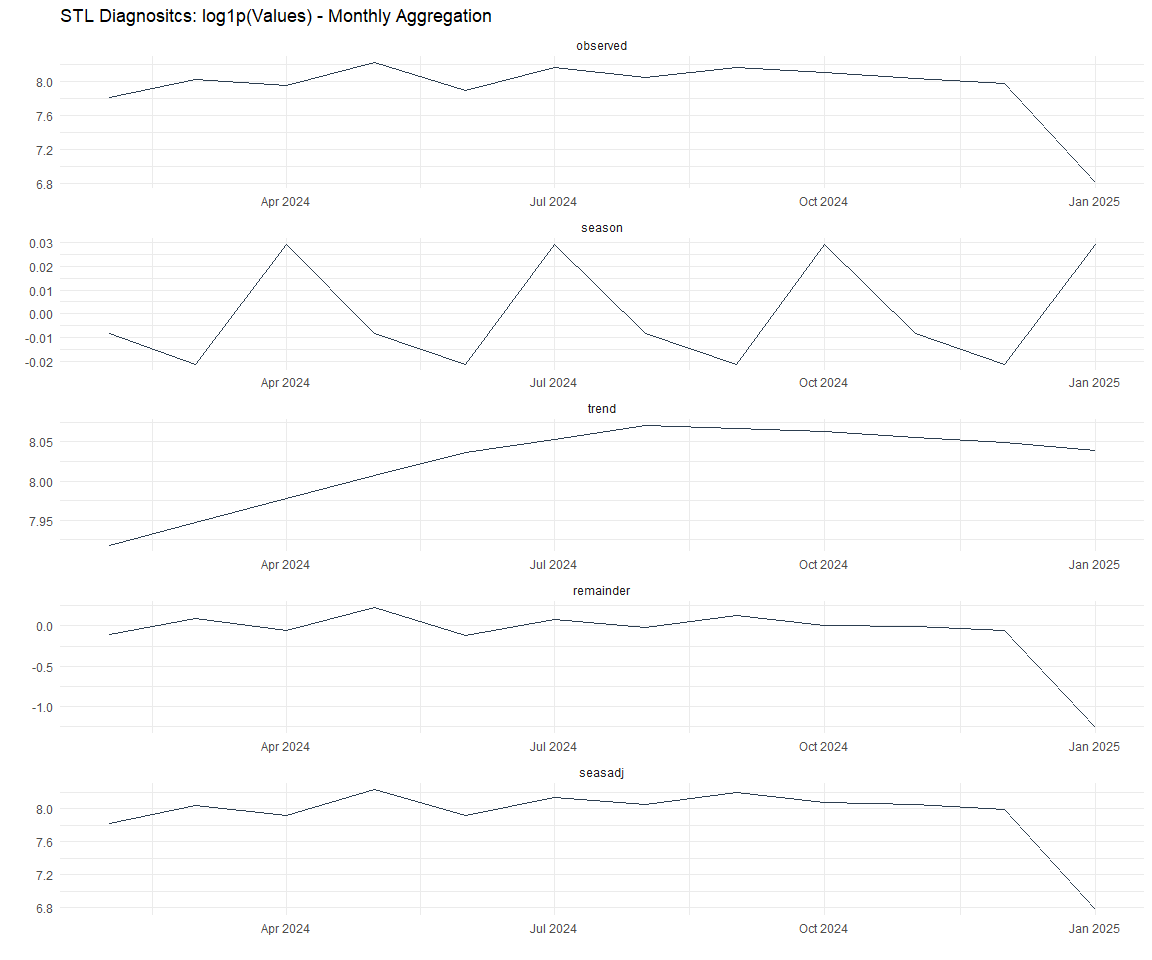 STL Diagnositcs: log1p(Values) - Monthly Aggregation
observed
8.0
7.6
7.2
6.8
Apr 2024 Jul 2024 Oct 2024 Jan 2025
season
0.03
0.02
0.01
0.00
-0.01
-0.02
Apr 2024 Jul 2024 Oct 2024 Jan 2025
trend
8.05
8.00
7.95
Apr 2024 Jul 2024 Oct 2024 Jan 2025
remainder
0.0
-0.5
-1.0
Apr 2024 Jul 2024 Oct 2024 Jan 2025
seasadj
8.0
7.6
7.2
6.8
Apr 2024 Jul 2024 Oct 2024 Jan 2025